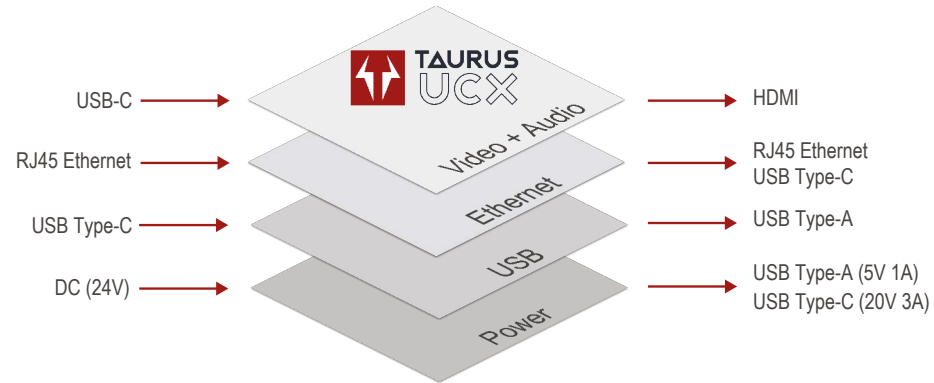 TAURUS
UCX
USB-C
HDMI
Video + Audio
RJ45 Ethernet
RJ45 Ethernet
USB Type-C
Ethernet
USB Type-C
USB Type-A
USB
DC (24V)
USB Type-A (5V 1A)
USB Type-C (20V 3A)
Power